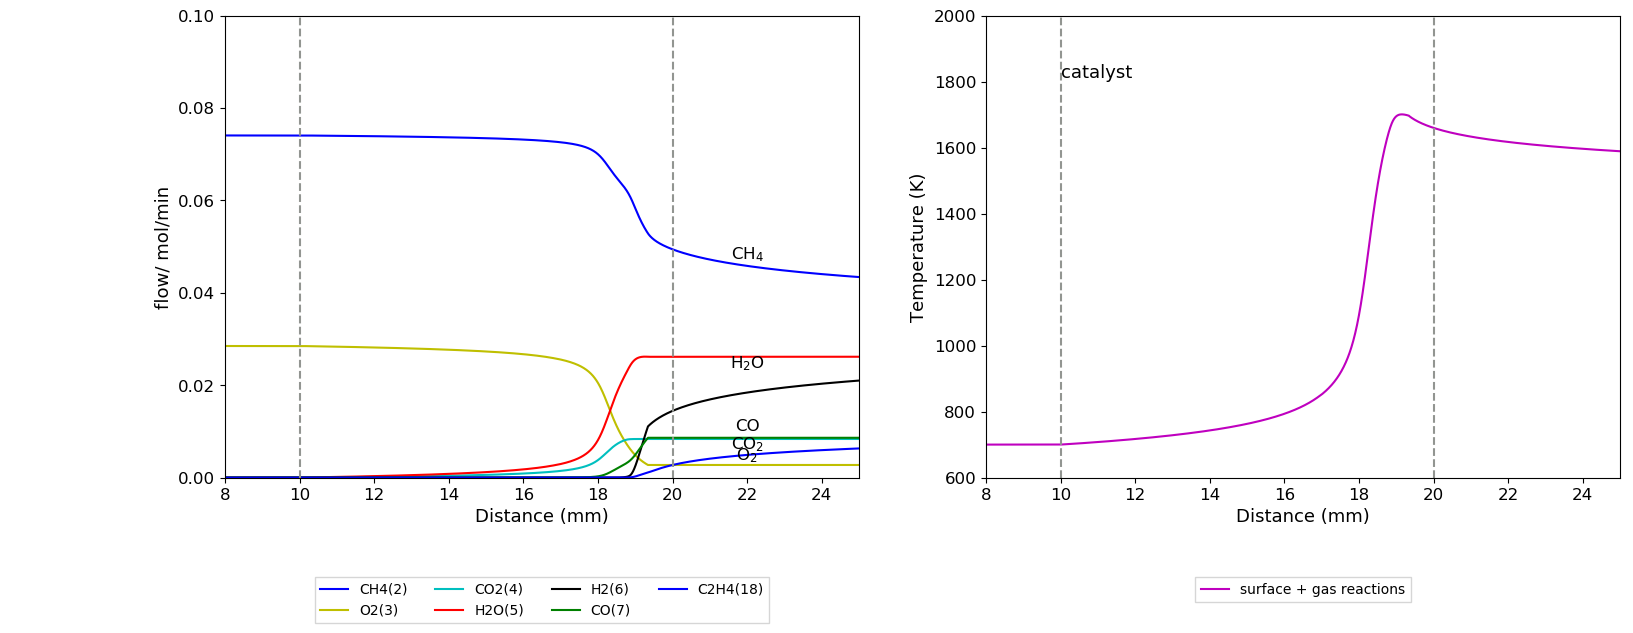 0.10
0.08
0.06
0.04
0.02
0.00
flow/ mol/min
8 10 12 14 16 18 20 22 24
Distance (mm)
CH₄
H₂O
CO
CO₂
O₂
CH4(2) CO2(4) H2(6) C2H4(18)
O2(3) H2O(5) CO(7)
2000
1800
1600
1400
1200
1000
800
600
Temperature (K)
catalyst
8 10 12 14 16 18 20 22 24
Distance (mm)
surface + gas reactions